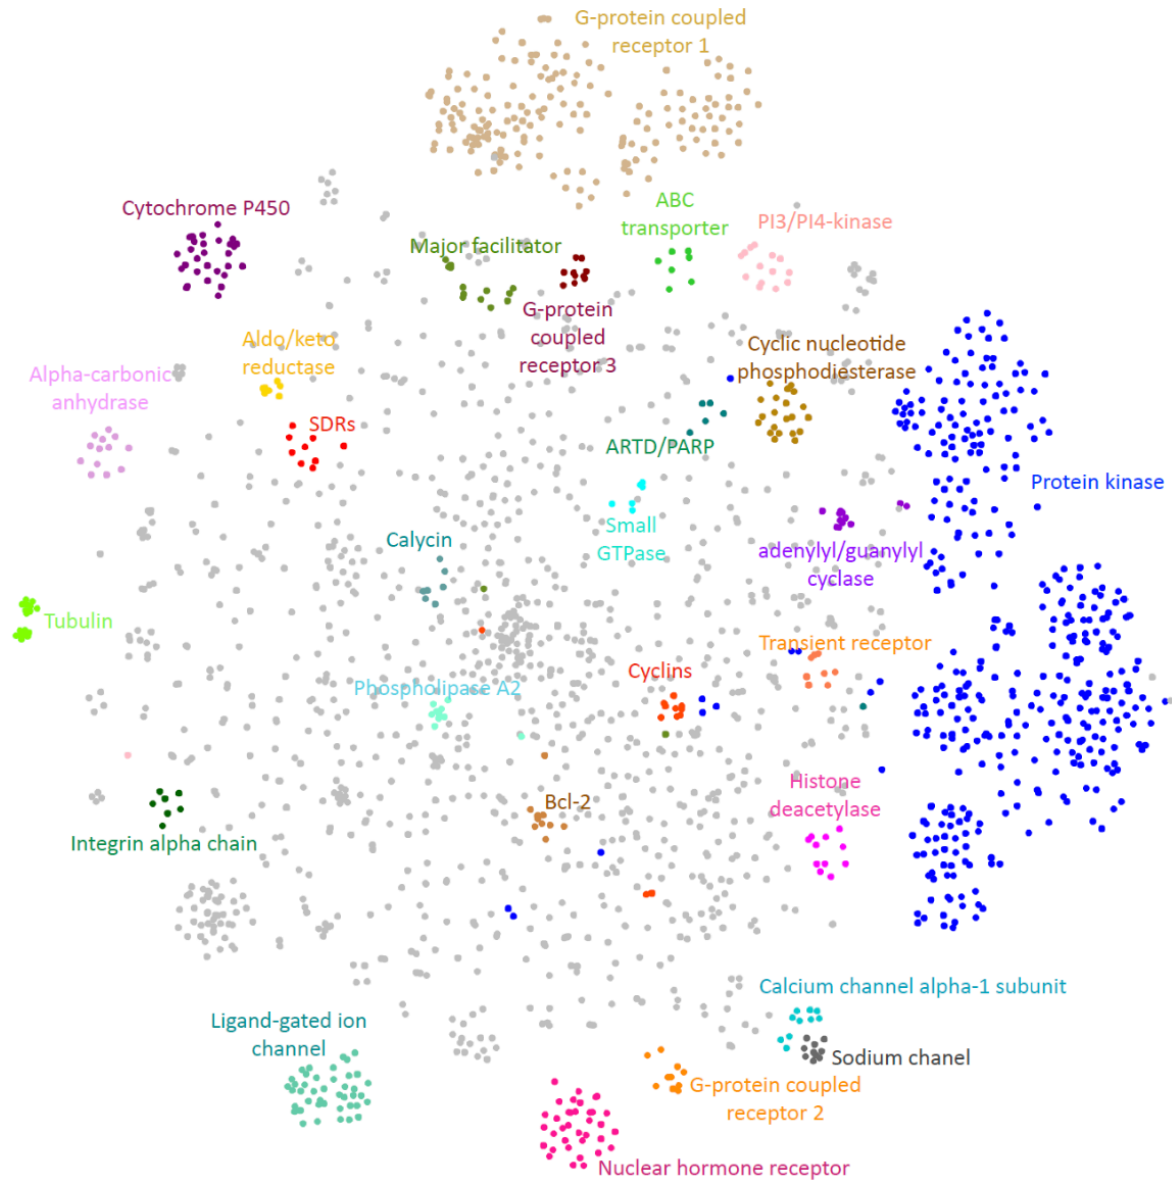 G-protein coupled
receptor 1
ABC
transporter
Cytochrome P450
PI3/PI4-kinase
Major facilitator
G-protein
coupled
receptor 3
Aldo/keto
reductase
Cyclic nucleotide
phosphodiesterase
Alpha-carbonic
anhydrase
SDRs
ARTD/PARP
Protein kinase
Small
GTPase
Calycin
adenylyl/guanylyl
cyclase
Tubulin
Transient receptor
Cyclins
Phospholipase A2
Histone
deacetylase
Bcl-2
Integrin alpha chain
Calcium channel alpha-1 subunit
Ligand-gated ion
channel
Sodium chanel
G-protein coupled
receptor 2
Nuclear hormone receptor